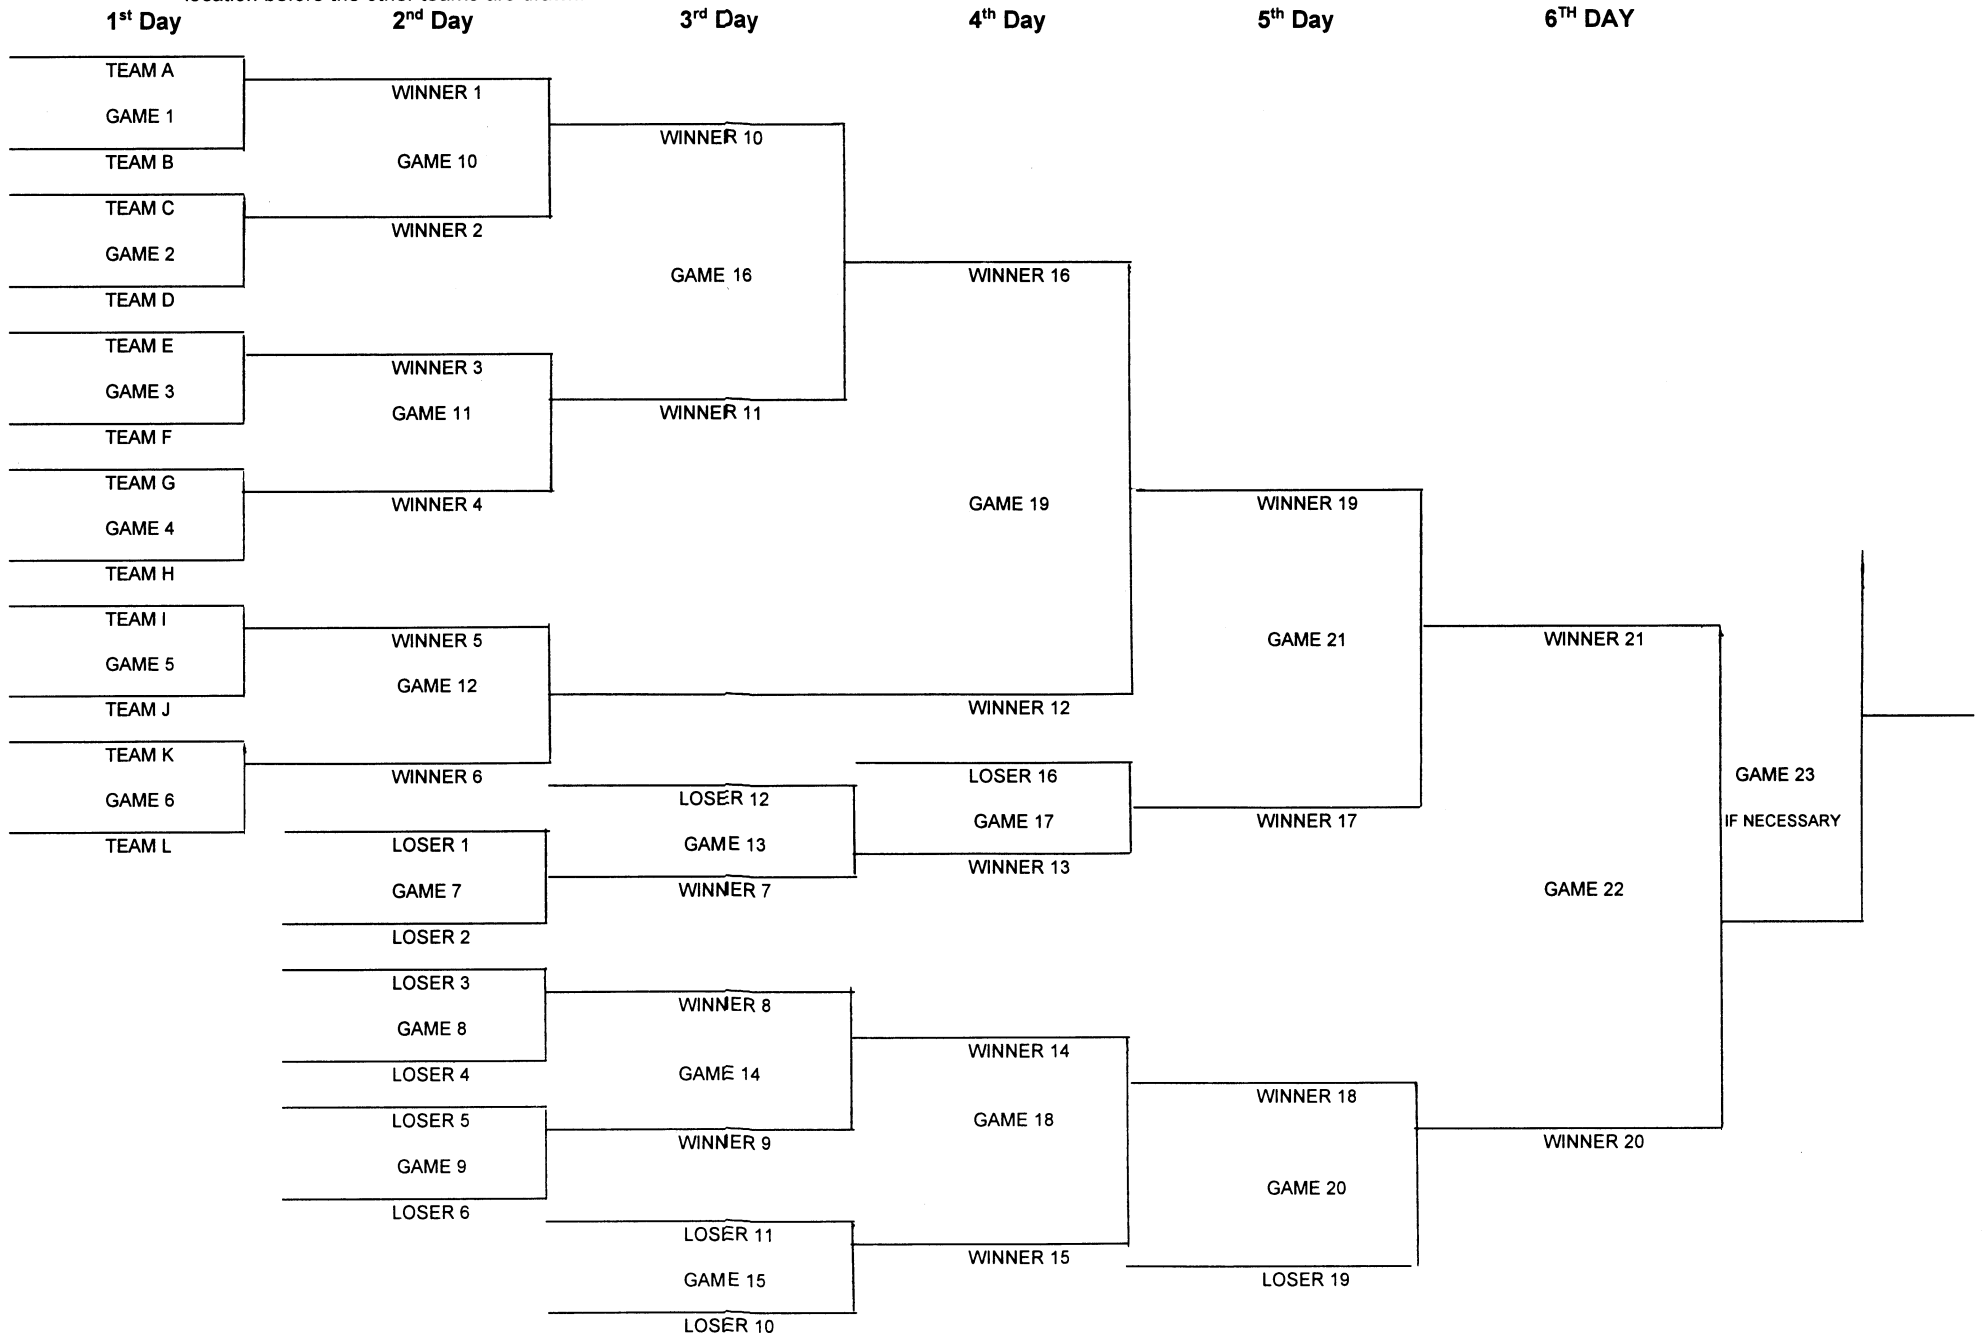 1st Day 2nd Day 3rd Day 4th Day 5th Day 6TH DAY
TEAM A
WINNER 1
GAME 1
WINNER 10
TEAM B
GAME 10
TEAM C
WINNER 2
GAME 2
GAME 16
WINNER 16
TEAM D
TEAM E
WINNER 3
GAME 3
GAME 11
WINNER 11
TEAM F
TEAM G
WINNER 4
GAME 19
WINNER 19
GAME 4
TEAM H
TEAM I
WINNER 5
GAME 21
WINNER 21
GAME 5
GAME 12
TEAM J
WINNER 12
TEAM K
WINNER 6
LOSER 16
GAME 23
GAME 6
LOSER 12
GAME 17
WINNER 17
IF NECESSARY
TEAM L
LOSER 1
GAME 13
WINNER 13
GAME 7
WINNER 7
GAME 22
LOSER 2
LOSER 3
WINNER 8
GAME 8
WINNER 14
LOSER 4
GAME 14
WINNER 18
LOSER 5
GAME 18
WINNER 9
WINNER 20
GAME 9
GAME 20
LOSER 6
LOSER 11
WINNER 15
GAME 15
LOSER 19
LOSER 10